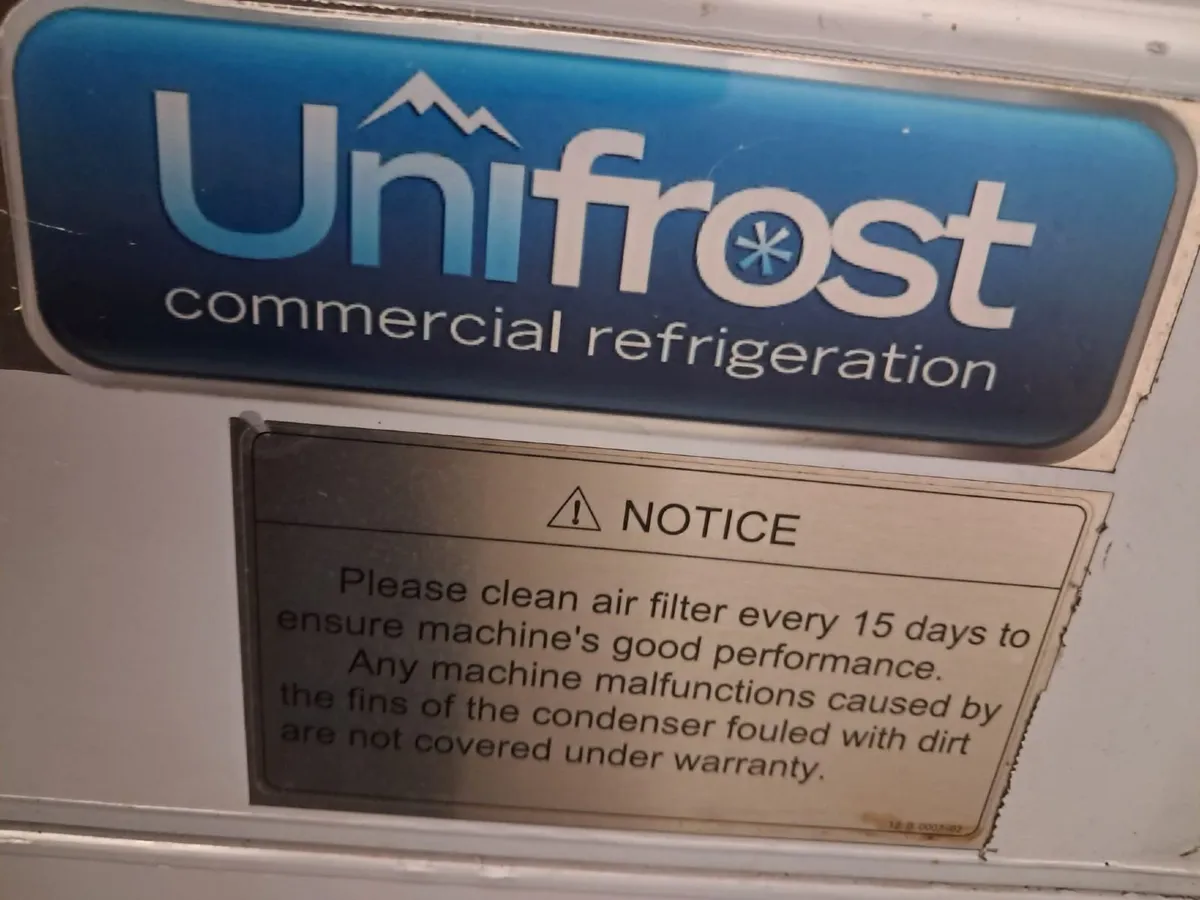 Unifrost
commercial refrigeration
NOTICE
Please clean air filter every 15 days to
ensure machine's good performance.
Any machine malfunctions caused by
the fins of the condenser fouled with dirt
are not covered under warranty.